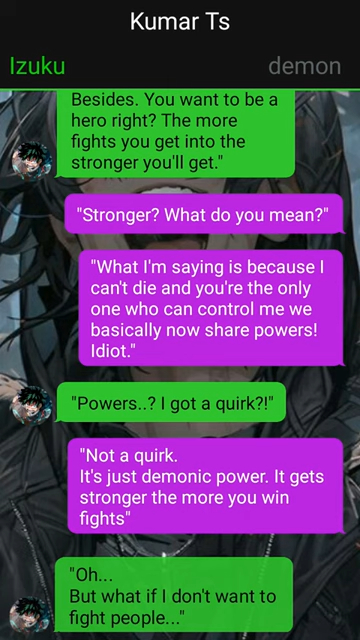 Kumar Ts
Izuku
demon
Besides. You want to be a
hero right? The more
fights you get into the
stronger you'll get."
"Stronger? What do you mean?"
"What I'm saying is because I
can't die and you're the only
one who can control me we
basically now share powers!
Idiot."
"Powers..? I got a quirk?!"
"Not a quirk.
It's just demonic power. It gets
stronger the more you win
fights"
"Oh...
But what if I don't want to
fight people..."